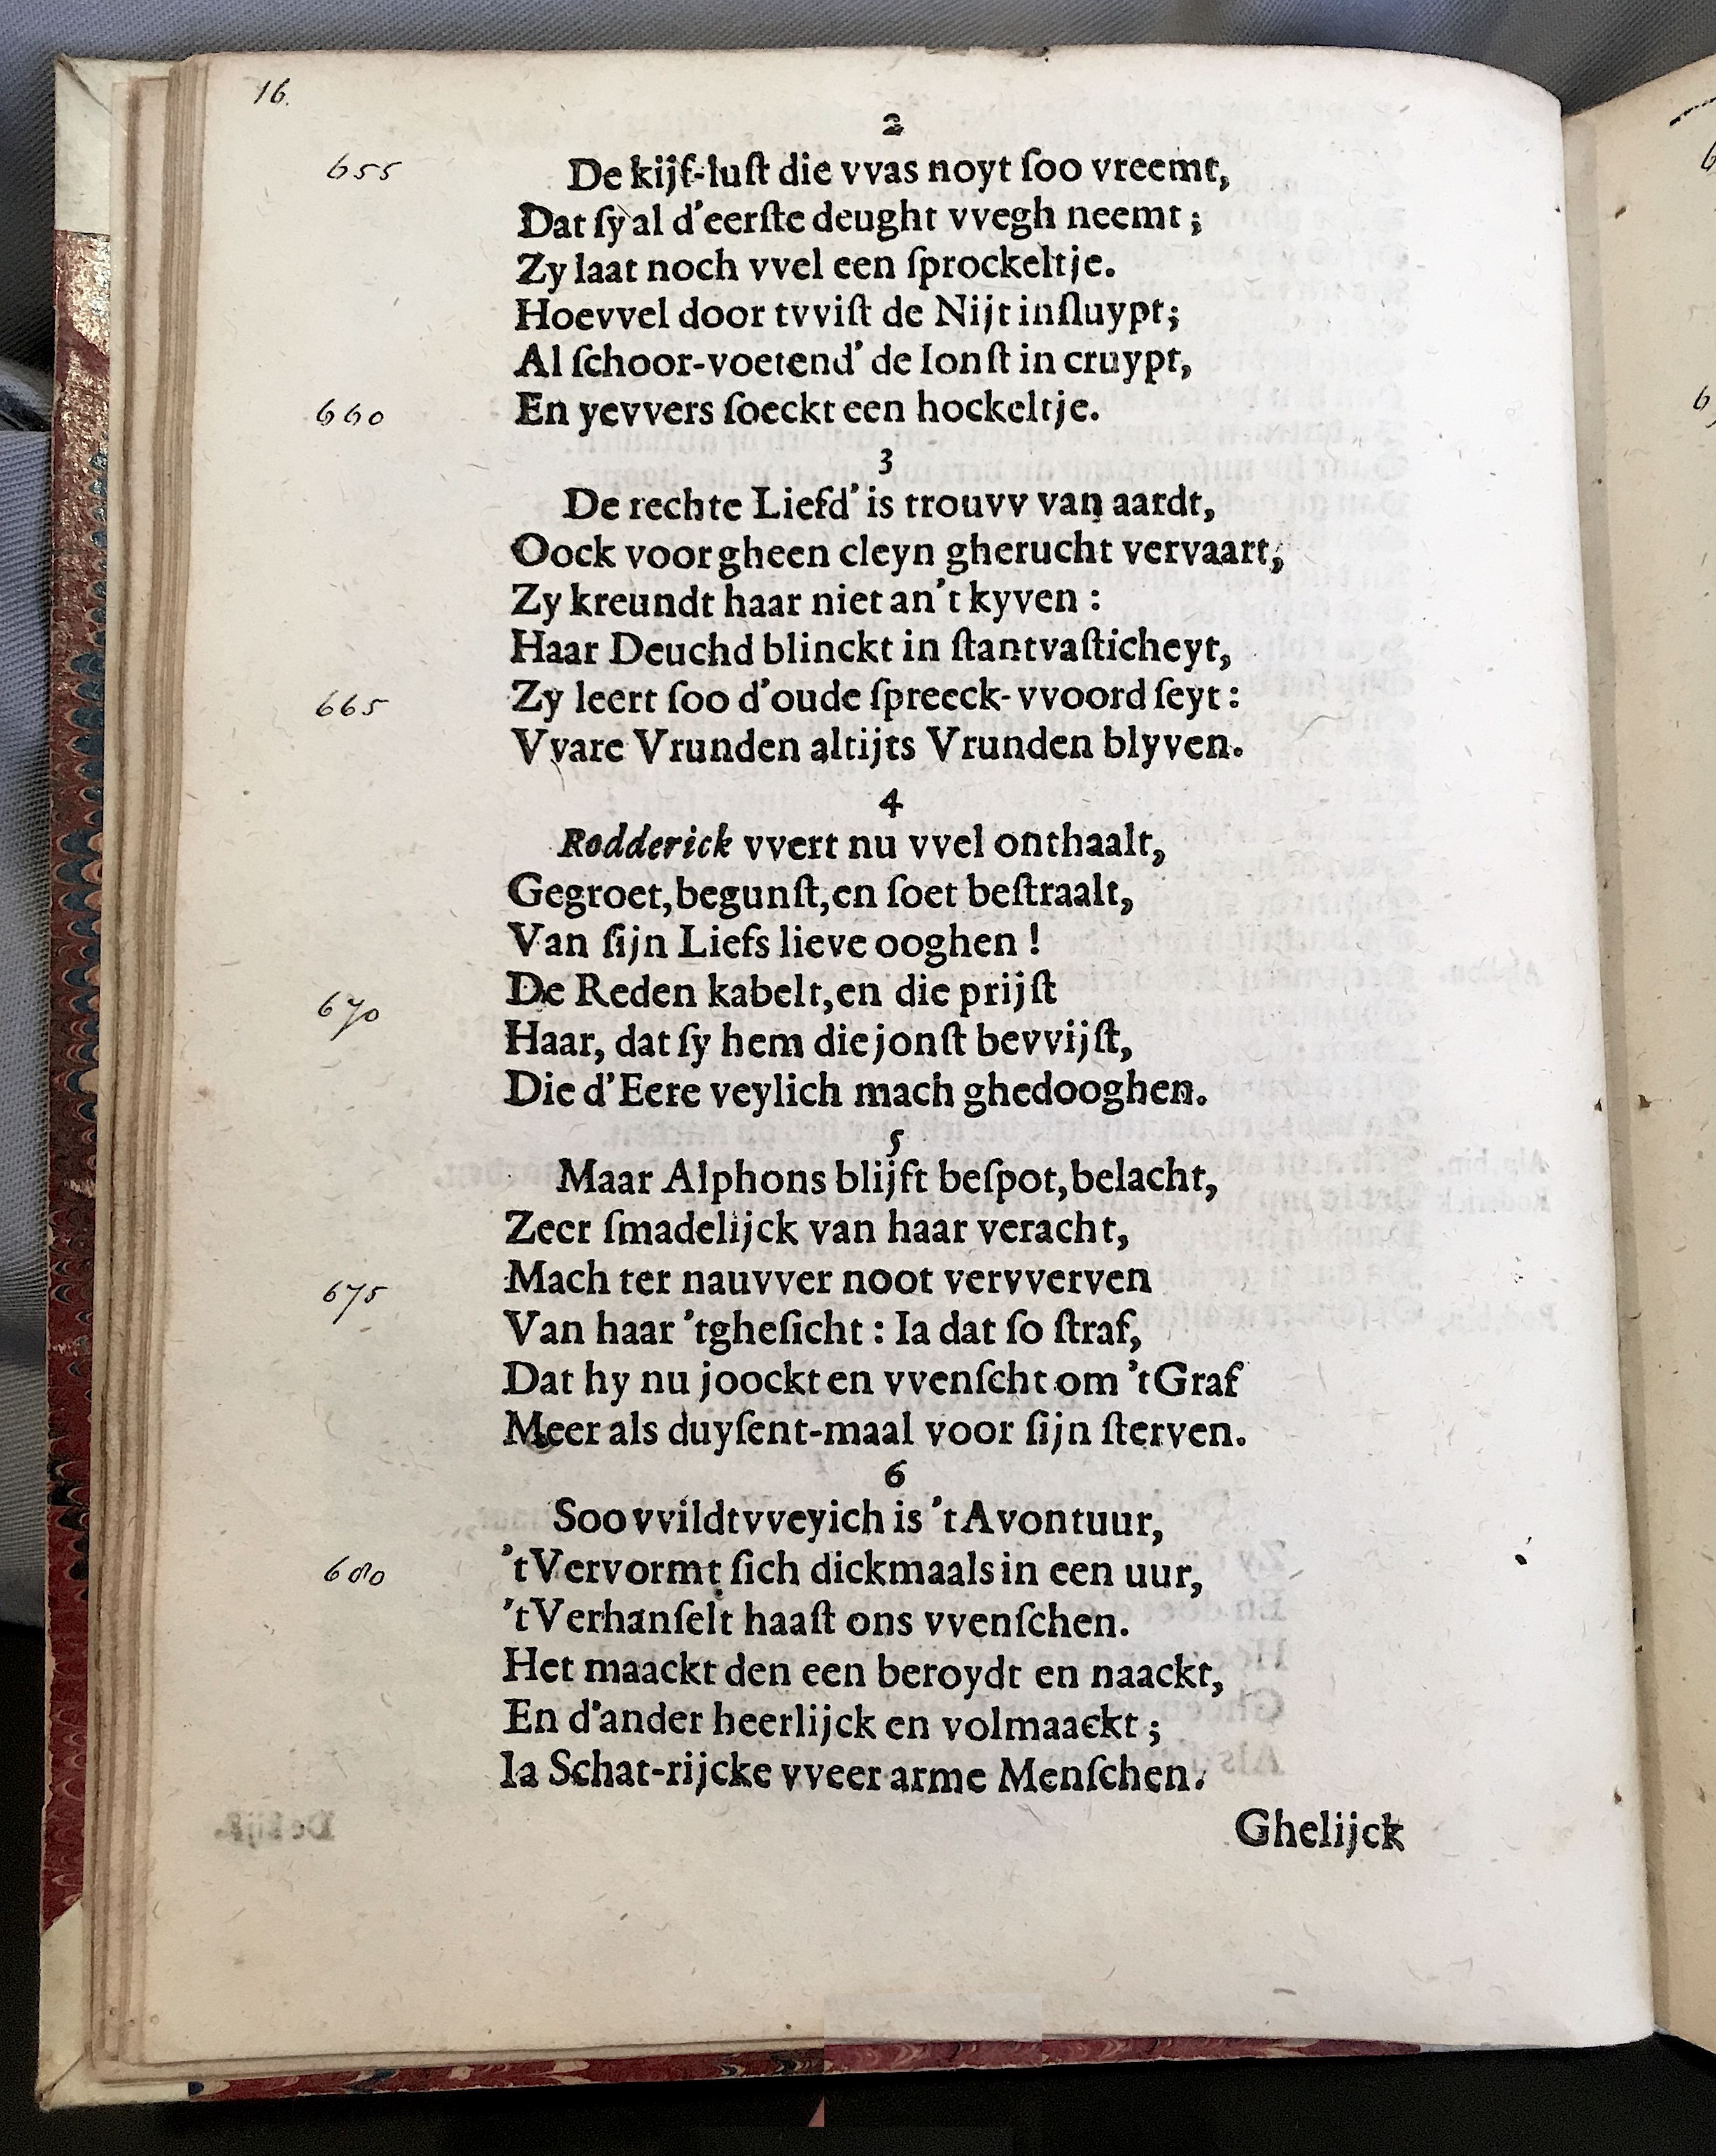 16.
2
655 De kijf-luſt die vvas noyt ſoo vreemt,
Dat ſy al d'eerſte deught vvegh neemt;
Zy laat noch vvel een ſprockeltje.
Hoevvel door tvviſt de Nijt inſluypt;
Al ſchoor-voetend' de Ionſt in cruypt,
660 En yevvers ſoeckt een hockeltje.
3
De rechte Liefd' is trouvv van aardt,
Oock voor gheen cleyn gherucht vervaart;
Zy kreundt haar niet an't kyven:
Haar Deuchd blinckt in ſtantvaſticheyt,
665 Zy leert ſoo d'oude ſpreeck-vvoord ſeyt:
Vvare Vrunden altijts Vrunden blyven.
4
Rodderick vvert nu vvel onthaalt,
Gegroet, begunſt, en ſoet beſtraalt,
Van ſijn Liefs lieve ooghen!
670 De Reden kabelt, en die prijſt
Haar, dat ſy hem die jonſt bevvijſt,
Die d'Eere veylich mach ghedooghen.
5
Maar Alphons blijft beſpot, belacht,
Zeer ſmadelijck van haar veracht,
675 Mach ter nauvver noot vervverven
Van haar 'tgheſicht: Ia dat ſo ſtraf,
Dat hy nu joockt en vvenſcht om 't Graf
Meer als duyſent-maal voor ſijn ſterven.
6
Soo vvildtvveyich is 't Avontuur,
680 't Vervormt ſich dickmaals in een uur,
't Verhanſelt haaſt ons vvenſchen.
Het maackt den een beroydt en naackt,
En d'ander heerlijck en volmaackt;
Ia Schat-rijcke vveer arme Menſchen.
Ghelijck